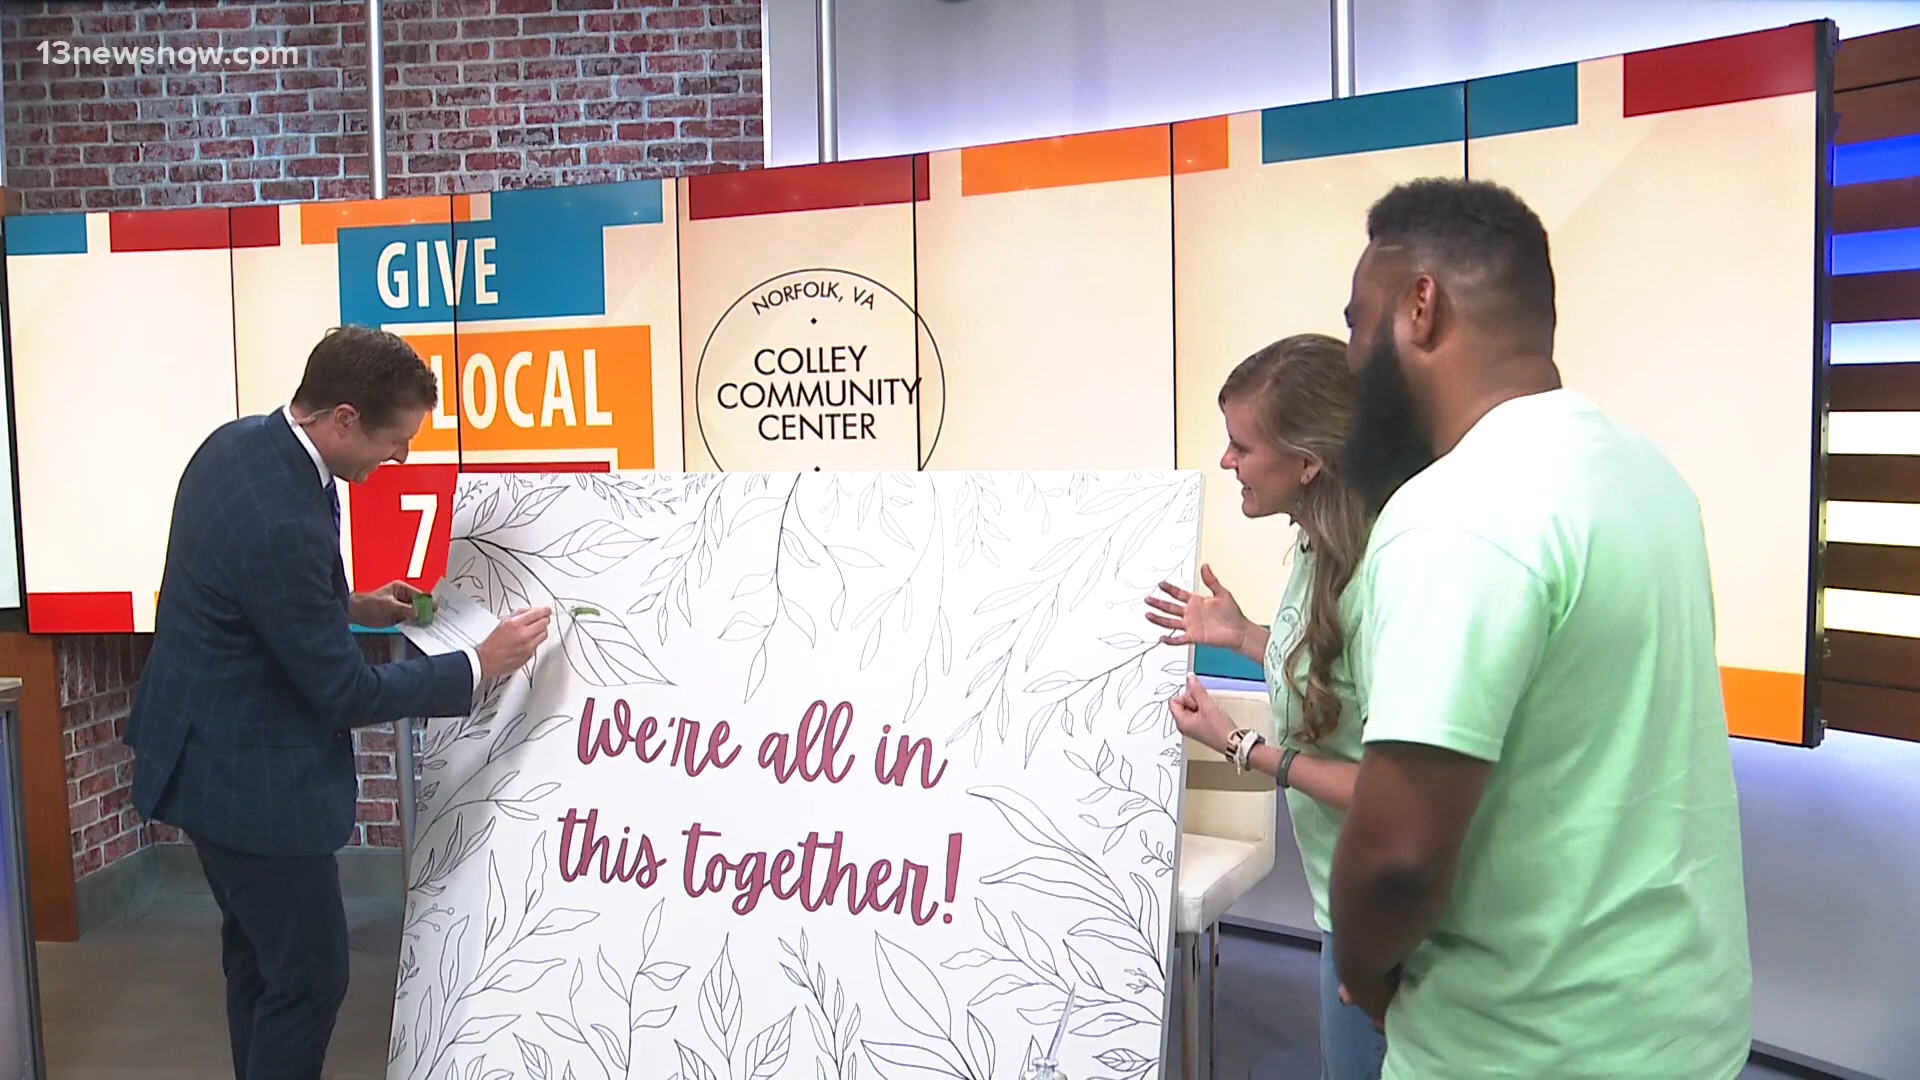 13newsnow.com
GIVE
LOCAL
7
NORFOLK, VA
COLLEY
COMMUNITY
CENTER
We're all in
this together!